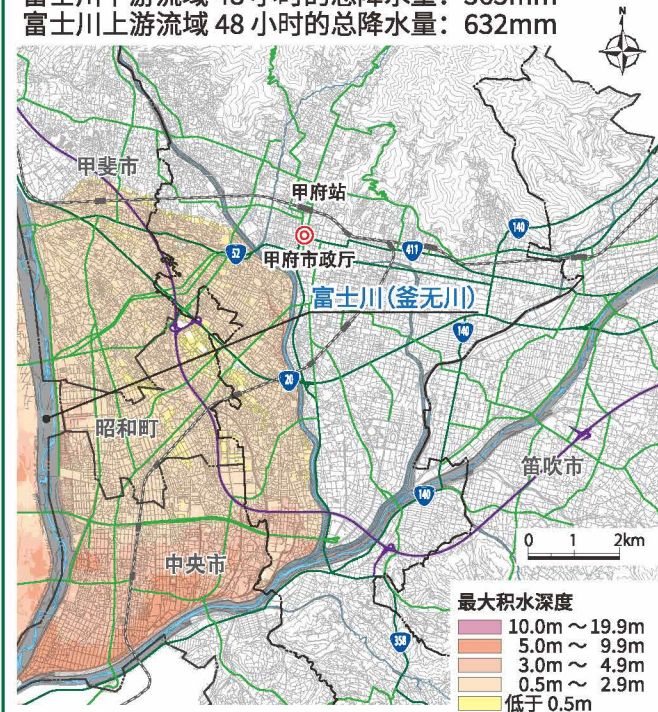 富士川上游流域 48 小时的总降水量：632mm
N
甲斐市
甲府站
140
52
411
甲府市政厅
富士川（釜无川）
140
20
昭和町
笛吹市
140
0 1 2km
中央市
最大积水深度
10.0m ～ 19.9m
5.0m ～ 9.9m
358
3.0m ～ 4.9m
0.5m ～ 2.9m
低于 0.5m